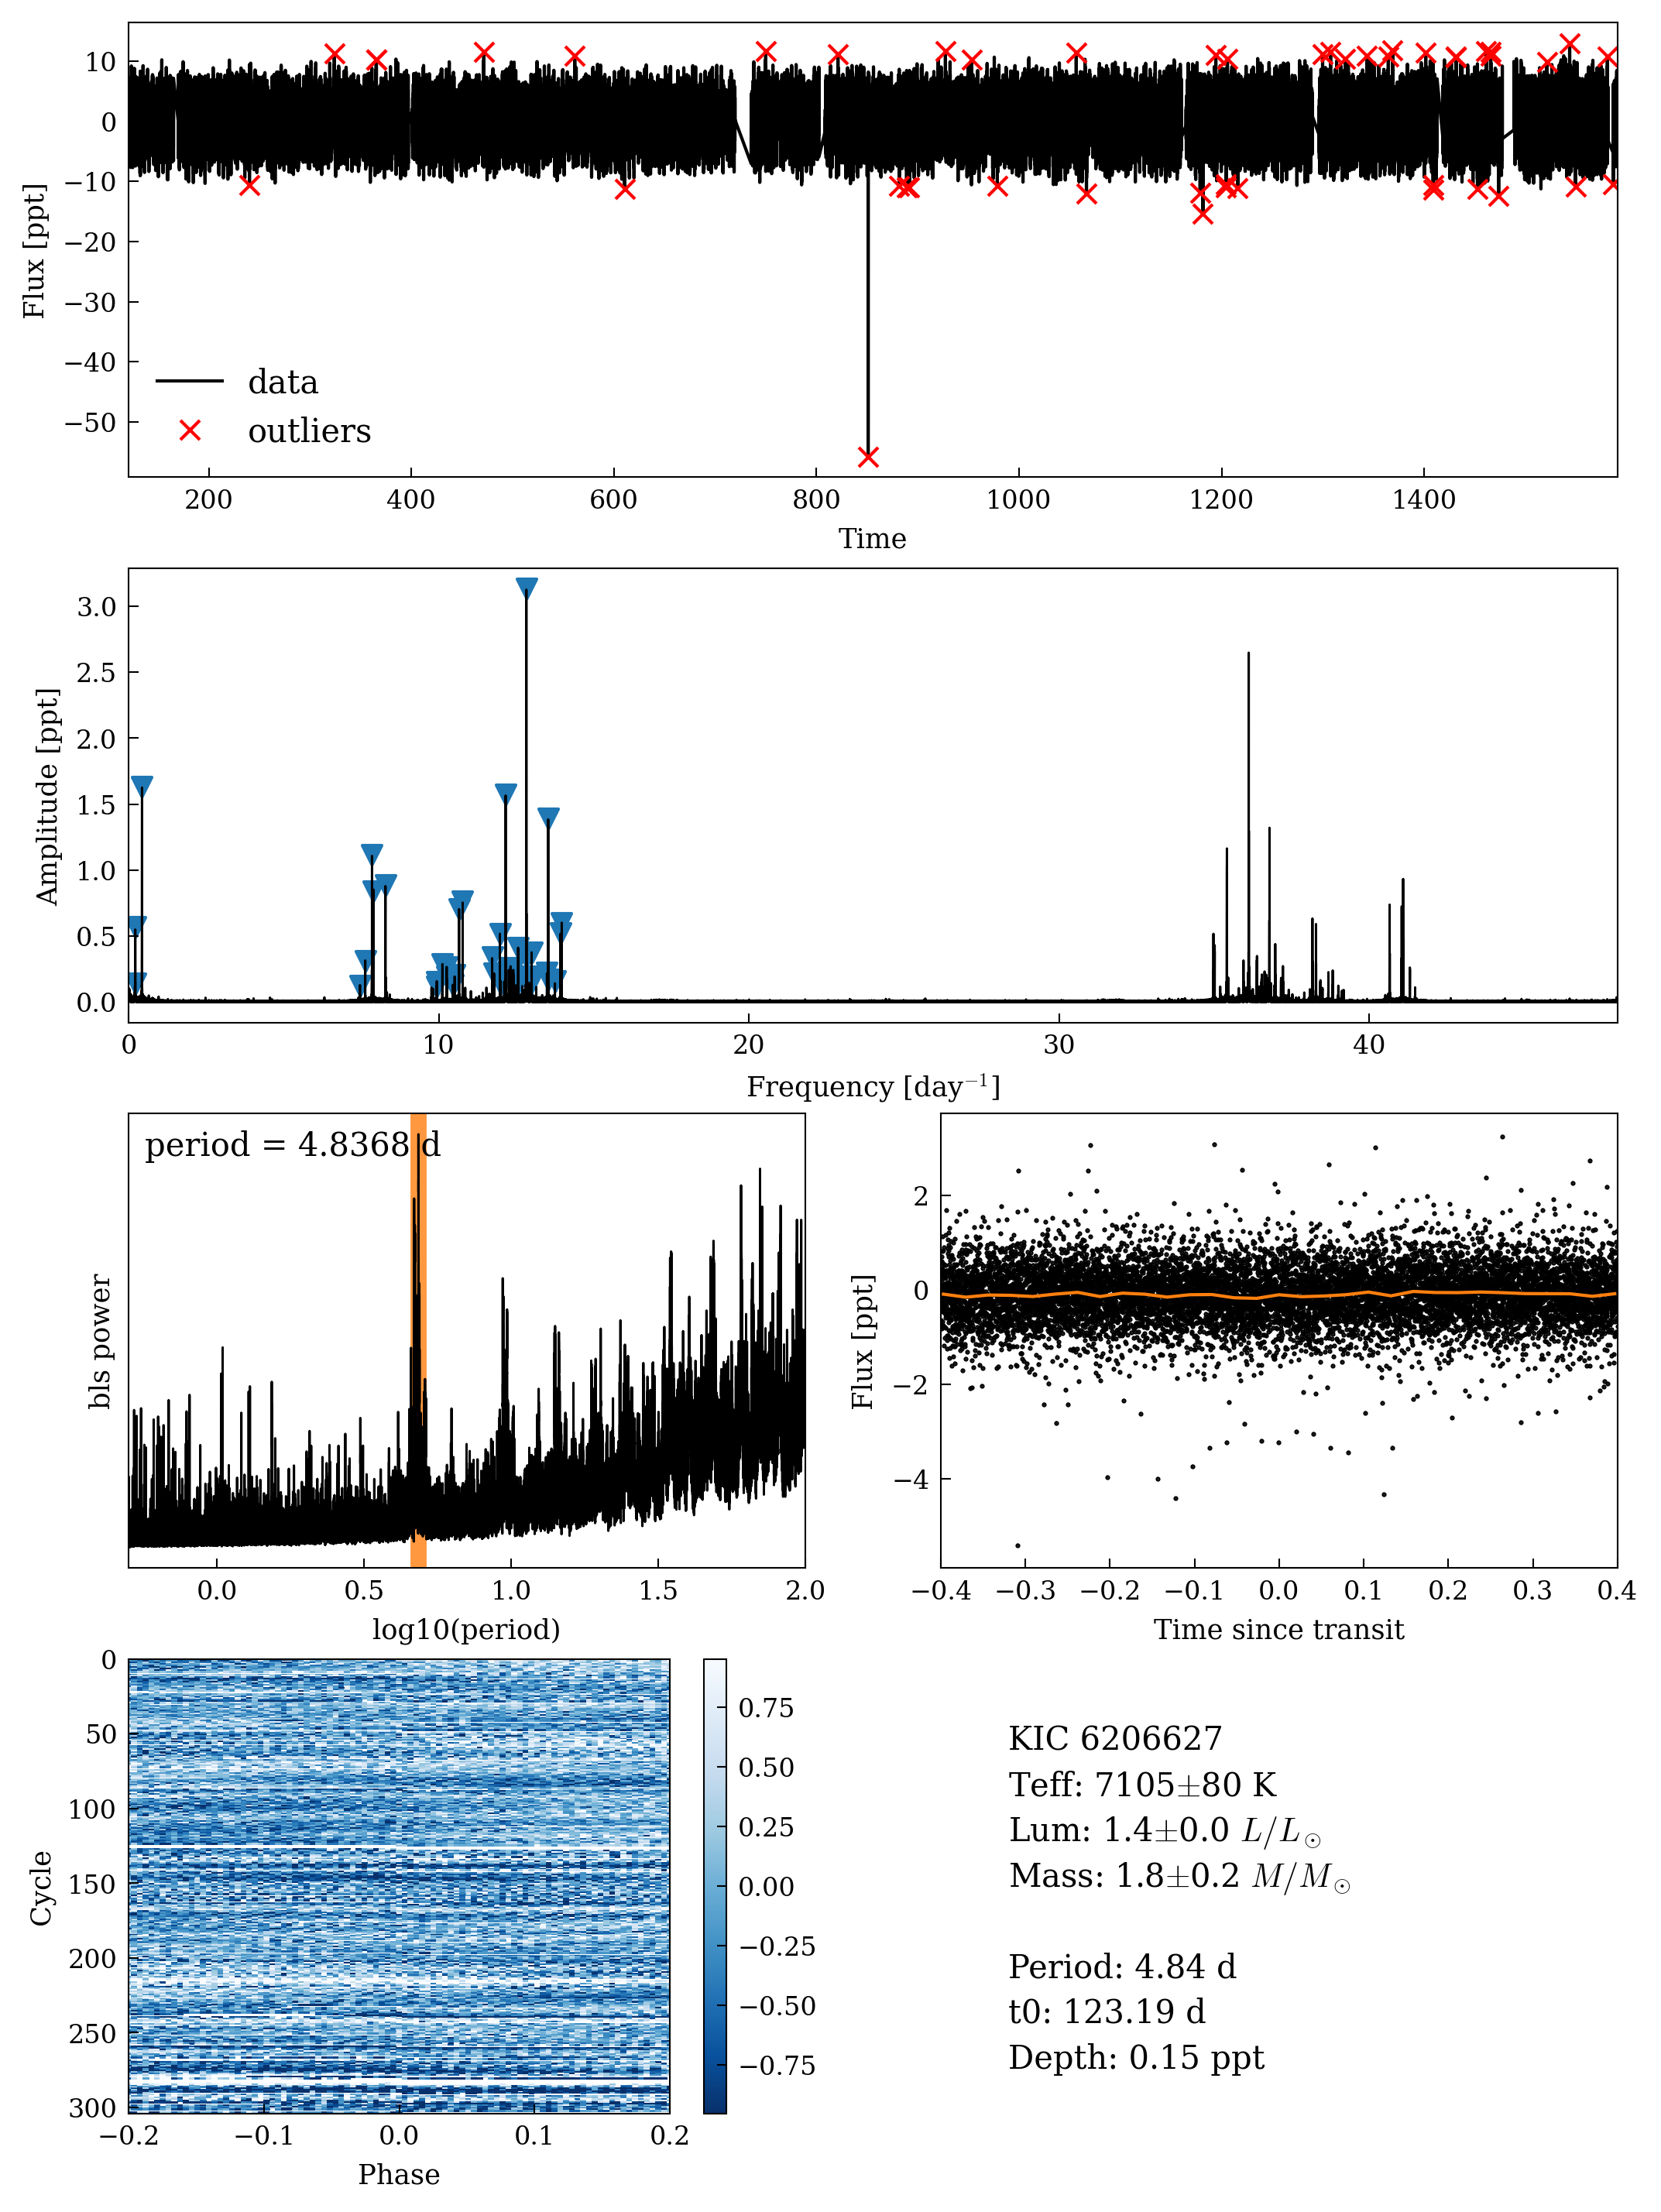 10
0
−10
−20
−30
−40
−50
Flux [ppt]
data
outliers
200 400 600 800 1000 1200 1400
Time
3.0
2.5
2.0
1.5
1.0
0.5
0.0
Amplitude [ppt]
0 10 20 30 40
Frequency [day⁻¹]
period = 4.8368 d
bls power
0.0 0.5 1.0 1.5 2.0
log10(period)
2
0
−2
−4
Flux [ppt]
−0.4 −0.3 −0.2 −0.1 0.0 0.1 0.2 0.3 0.4
Time since transit
0
50
100
150
200
250
300
Cycle
−0.2 −0.1 0.0 0.1 0.2
Phase
0.75
0.50
0.25
0.00
−0.25
−0.50
−0.75
KIC 6206627
Teff: 7105±80 K
Lum: 1.4±0.0 L/L⊙
Mass: 1.8±0.2 M/M⊙
Period: 4.84 d
t0: 123.19 d
Depth: 0.15 ppt